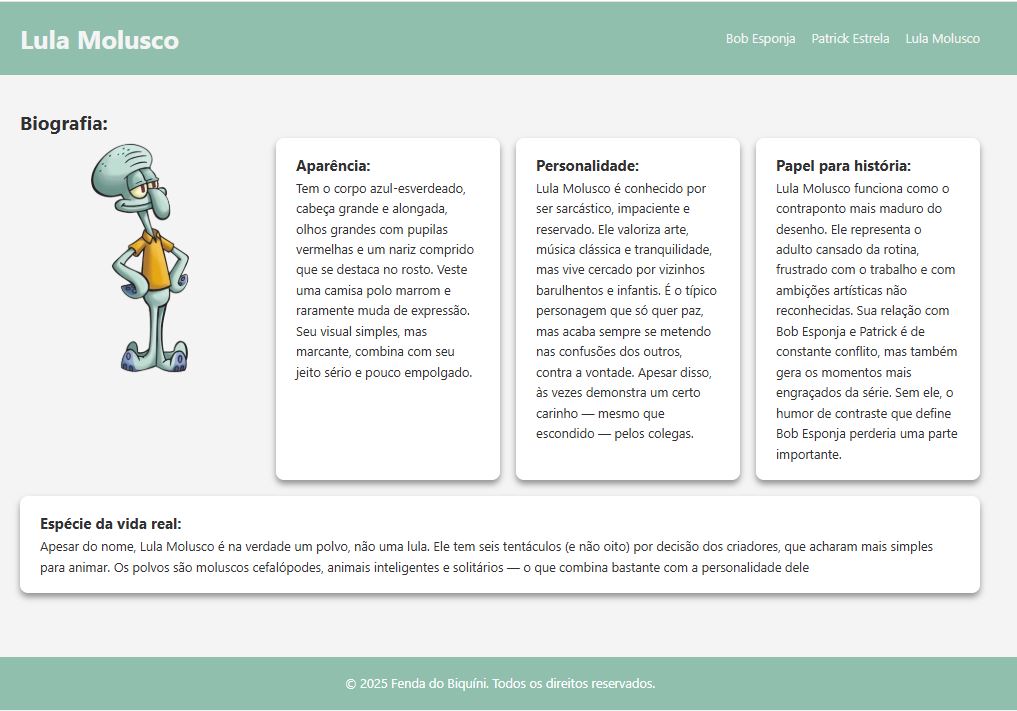 Lula Molusco
Bob Esponja Patrick Estrela Lula Molusco
Biografia:
Aparência:
Tem o corpo azul-esverdeado,
cabeça grande e alongada,
olhos grandes com pupilas
vermelhas e um nariz comprido
que se destaca no rosto. Veste
uma camisa polo marrom e
raramente muda de expressão.
Seu visual simples, mas
marcante, combina com seu
jeito sério e pouco empolgado.
Personalidade:
Lula Molusco é conhecido por
ser sarcástico, impaciente e
reservado. Ele valoriza arte,
música clássica e tranquilidade,
mas vive cercado por vizinhos
barulhentos e infantis. É o típico
personagem que só quer paz,
mas acaba sempre se metendo
nas confusões dos outros,
contra a vontade. Apesar disso,
às vezes demonstra um certo
carinho — mesmo que
escondido — pelos colegas.
Papel para história:
Lula Molusco funciona como o
contraponto mais maduro do
desenho. Ele representa o
adulto cansado da rotina,
frustrado com o trabalho e com
ambições artísticas não
reconhecidas. Sua relação com
Bob Esponja e Patrick é de
constante conflito, mas também
gera os momentos mais
engraçados da série. Sem ele, o
humor de contraste que define
Bob Esponja perderia uma parte
importante.
Espécie da vida real:
Apesar do nome, Lula Molusco é na verdade um polvo, não uma lula. Ele tem seis tentáculos (e não oito) por decisão dos criadores, que acharam mais simples
para animar. Os polvos são moluscos cefalópodes, animais inteligentes e solitários — o que combina bastante com a personalidade dele
© 2025 Fenda do Biquíni. Todos os direitos reservados.